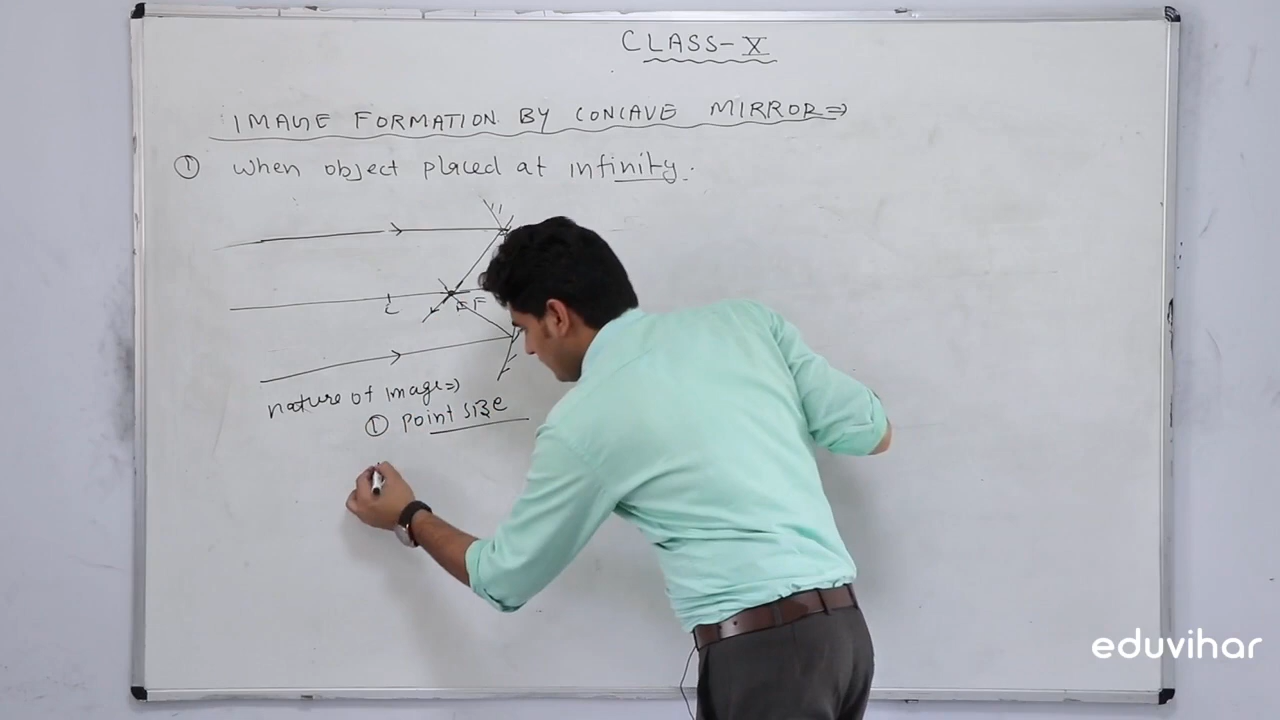 CLASS-X
IMAGE FORMATION BY CONCAVE MIRROR⇒
① When object placed at infinity.
C
F
nature of image⇒
① Point size
eduvihar